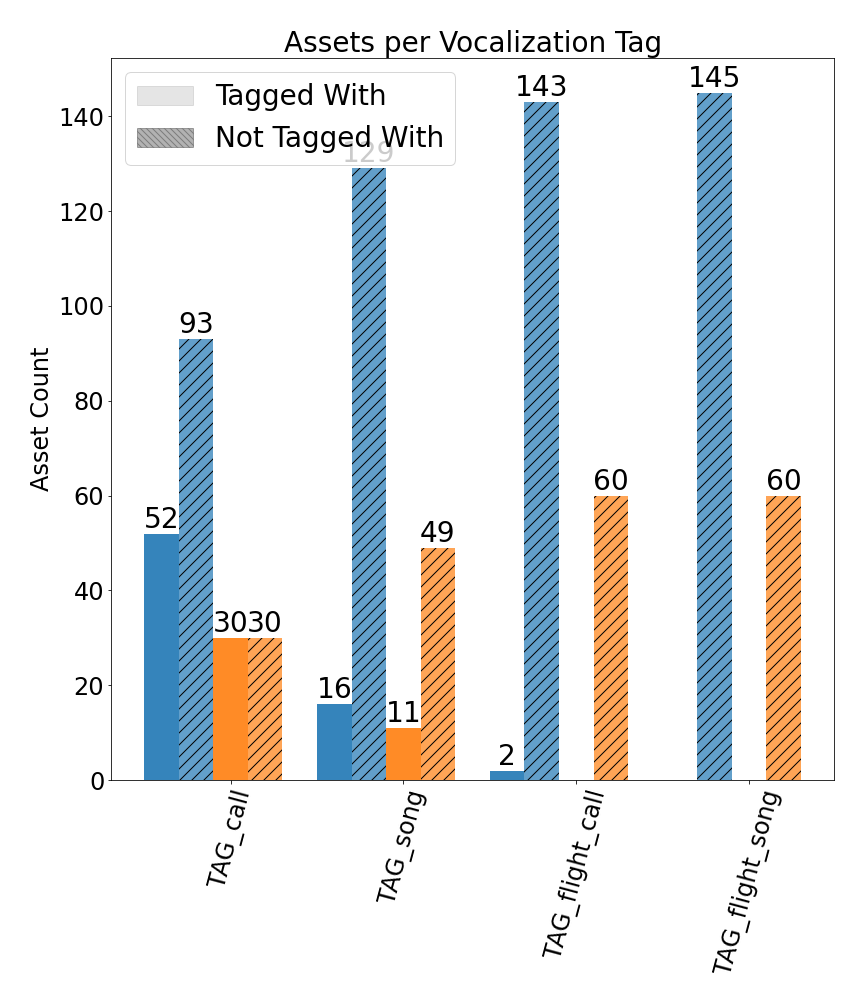 Assets per Vocalization Tag
Tagged With
Not Tagged With
Asset Count
140
120
100
80
60
40
20
0
52
93
30
30
16
129
11
49
2
143
60
145
60
TAG_call
TAG_song
TAG_flight_call
TAG_flight_song